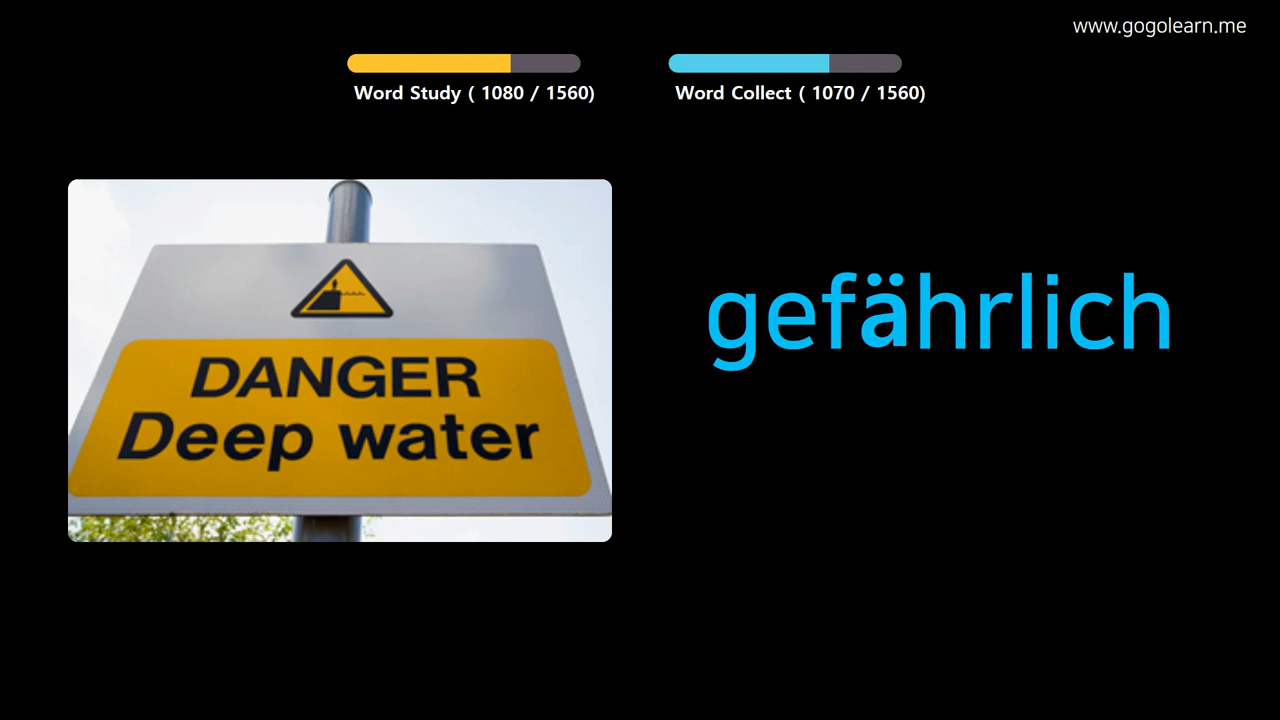 www.gogolearn.me
Word Study ( 1080 / 1560)
Word Collect ( 1070 / 1560)
DANGER
Deep water
gefährlich